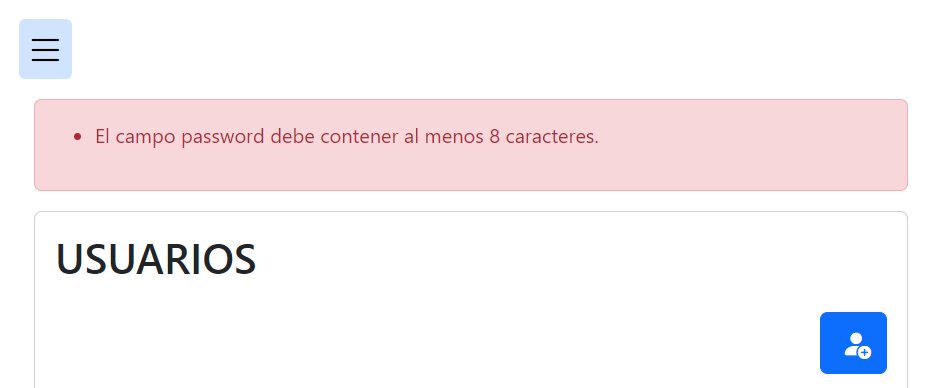 El campo password debe contener al menos 8 caracteres.
USUARIOS